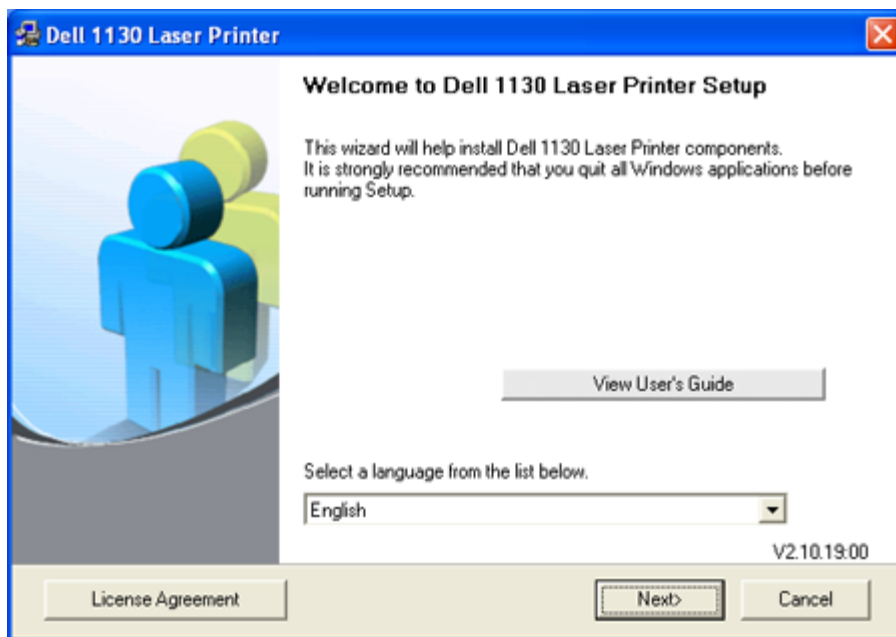 Dell 1130 Laser Printer
Welcome to Dell 1130 Laser Printer Setup
This wizard will help install Dell 1130 Laser Printer components.
It is strongly recommended that you quit all Windows applications before
running Setup.
View User's Guide
Select a language from the list below.
English
V2.10.19:00
License Agreement
Next>
Cancel